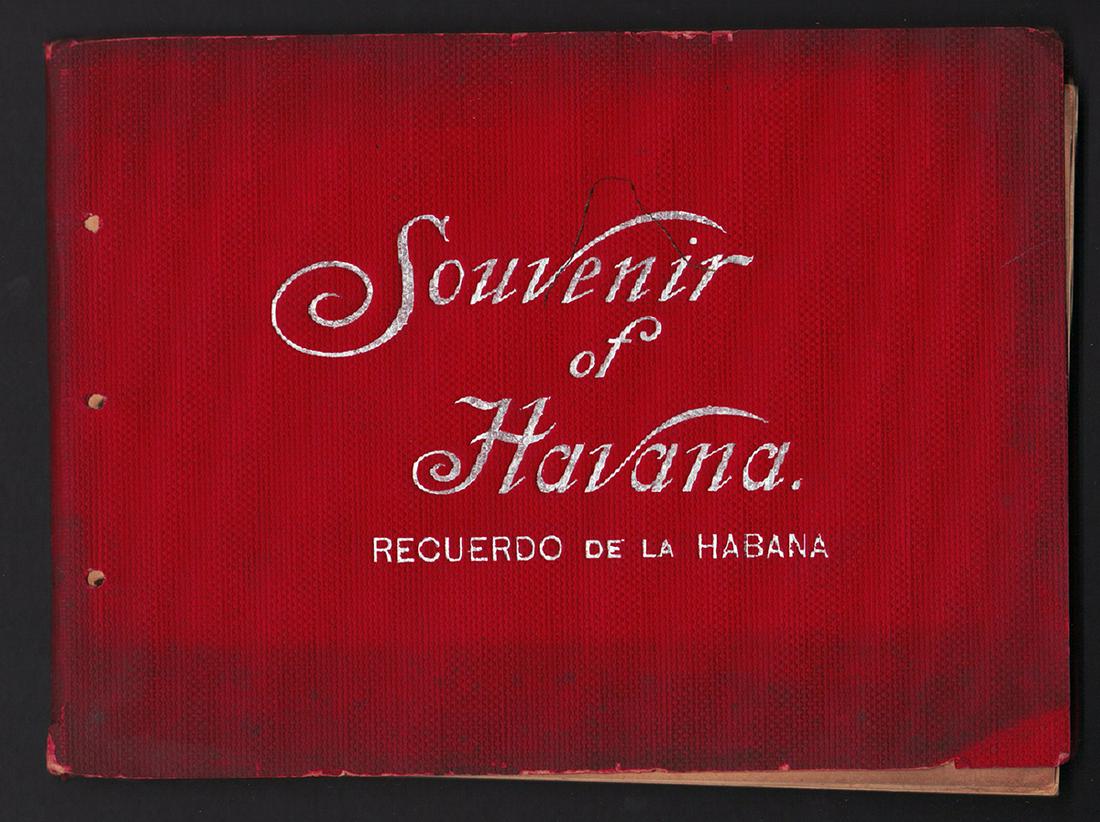 Souvenir
of
Havana.
RECUERDO DE LA HABANA